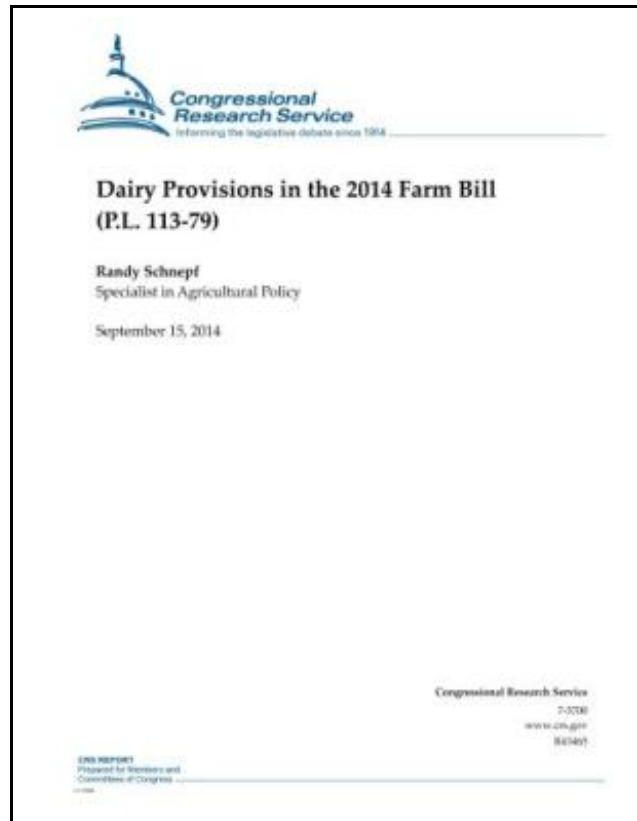 Congressional
Research Service
Informing the legislative debate since 1914
Dairy Provisions in the 2014 Farm Bill
(P.L. 113-79)
Randy Schnepf
Specialist in Agricultural Policy
September 15, 2014
Congressional Research Service
7-5700
www.crs.gov
R43465
CRS REPORT
Prepared for Members and
Committees of Congress